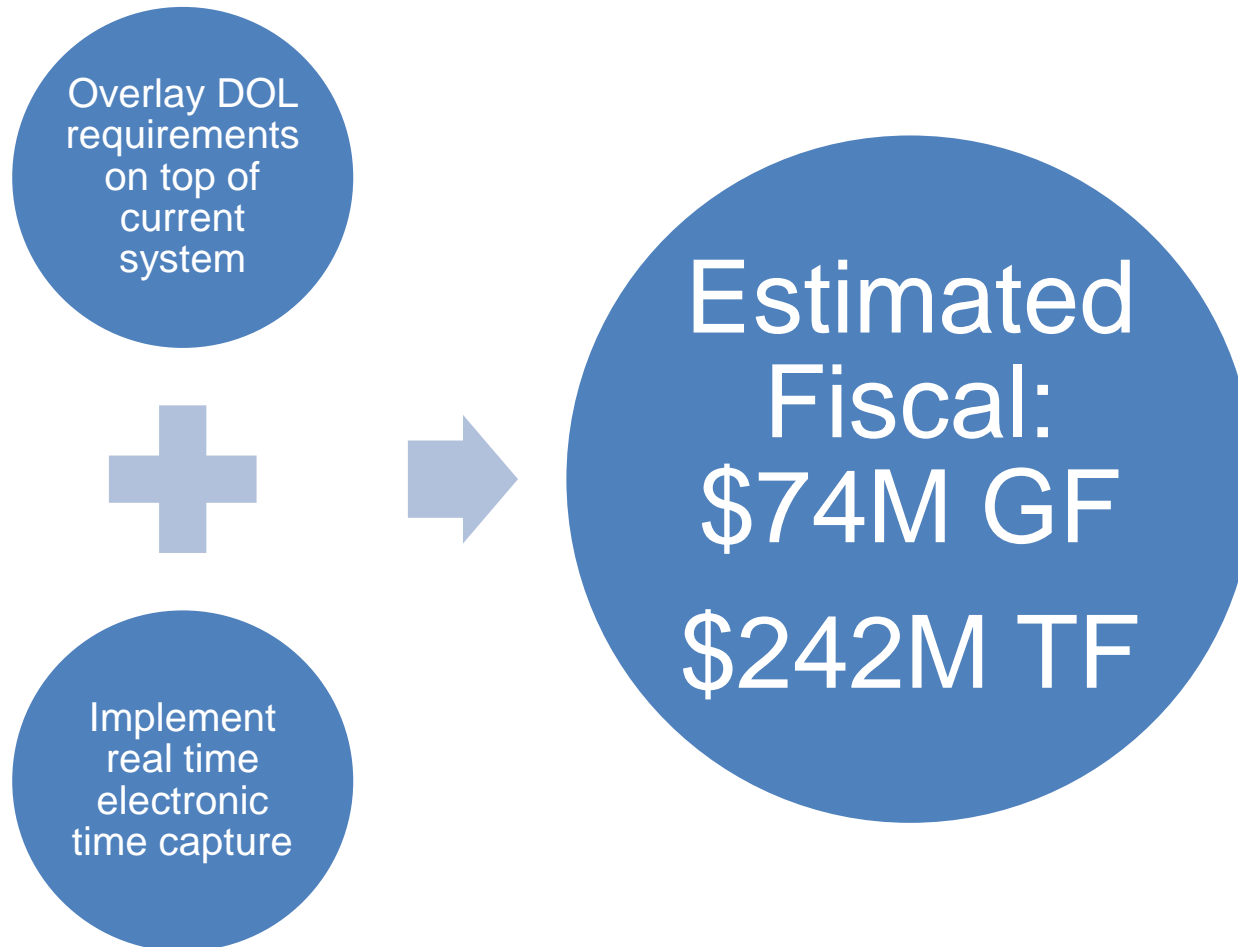 Overlay DOL
requirements
on top of
current
system
Implement
real time
electronic
time capture
Estimated
Fiscal:
$74M GF
$242M TF